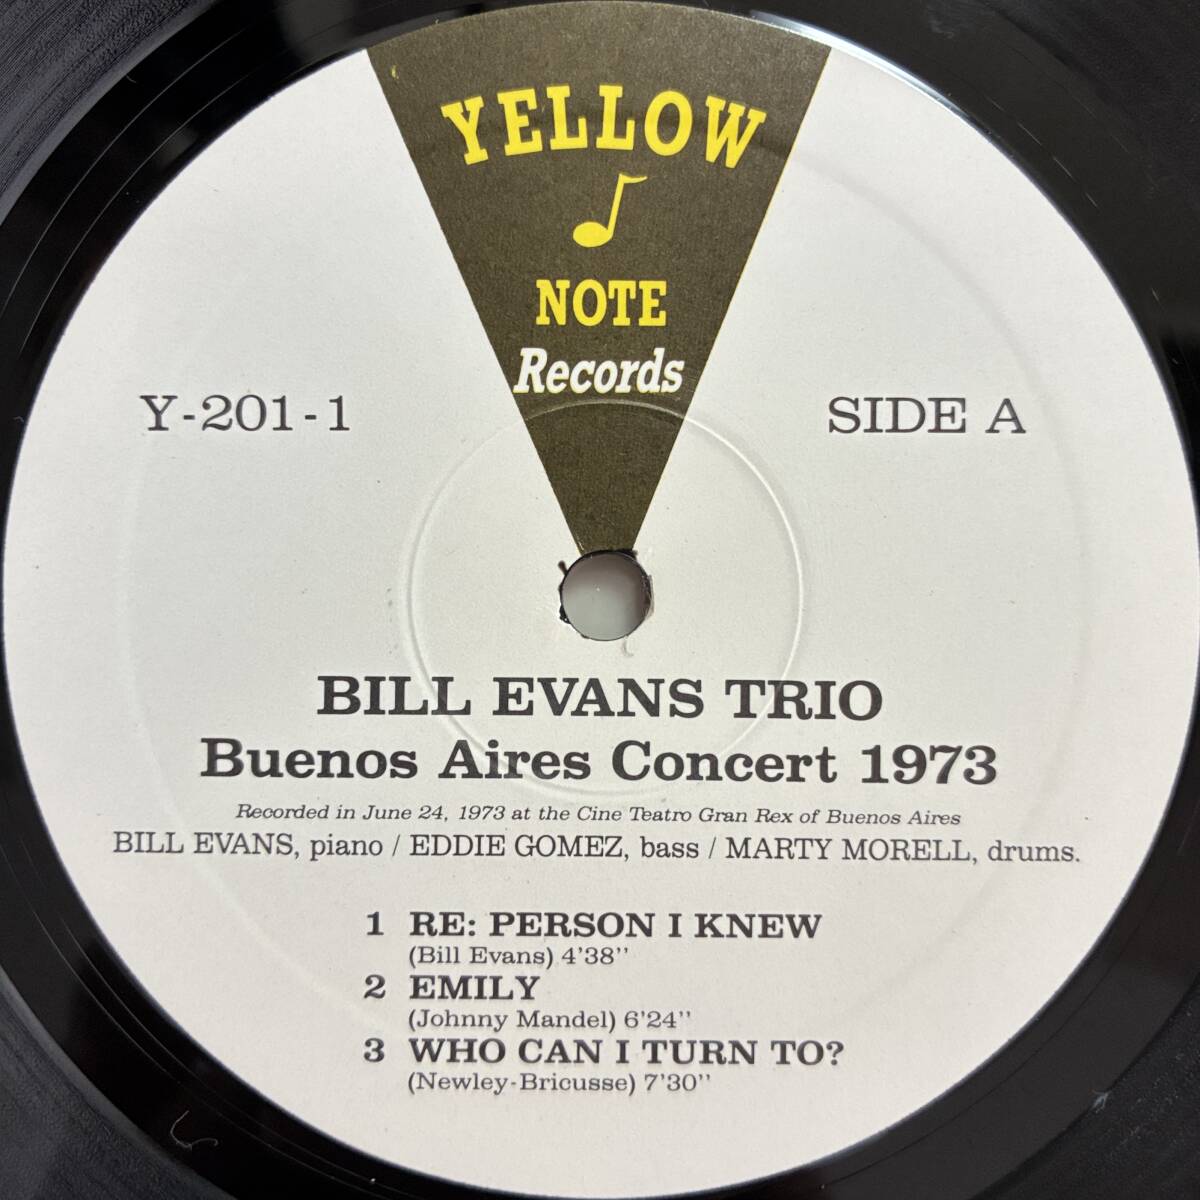 YELLOW
NOTE
Records
Y-201-1
SIDE A
BILL EVANS TRIO
Buenos Aires Concert 1973
Recorded in June 24, 1973 at the Cine Teatro Gran Rex of Buenos Aires
BILL EVANS, piano / EDDIE GOMEZ, bass / MARTY MORELL, drums.
1 RE: PERSON I KNEW
(Bill Evans) 4'38''
2 EMILY
(Johnny Mandel) 6'24''
3 WHO CAN I TURN TO?
(Newley-Bricusse) 7'30''